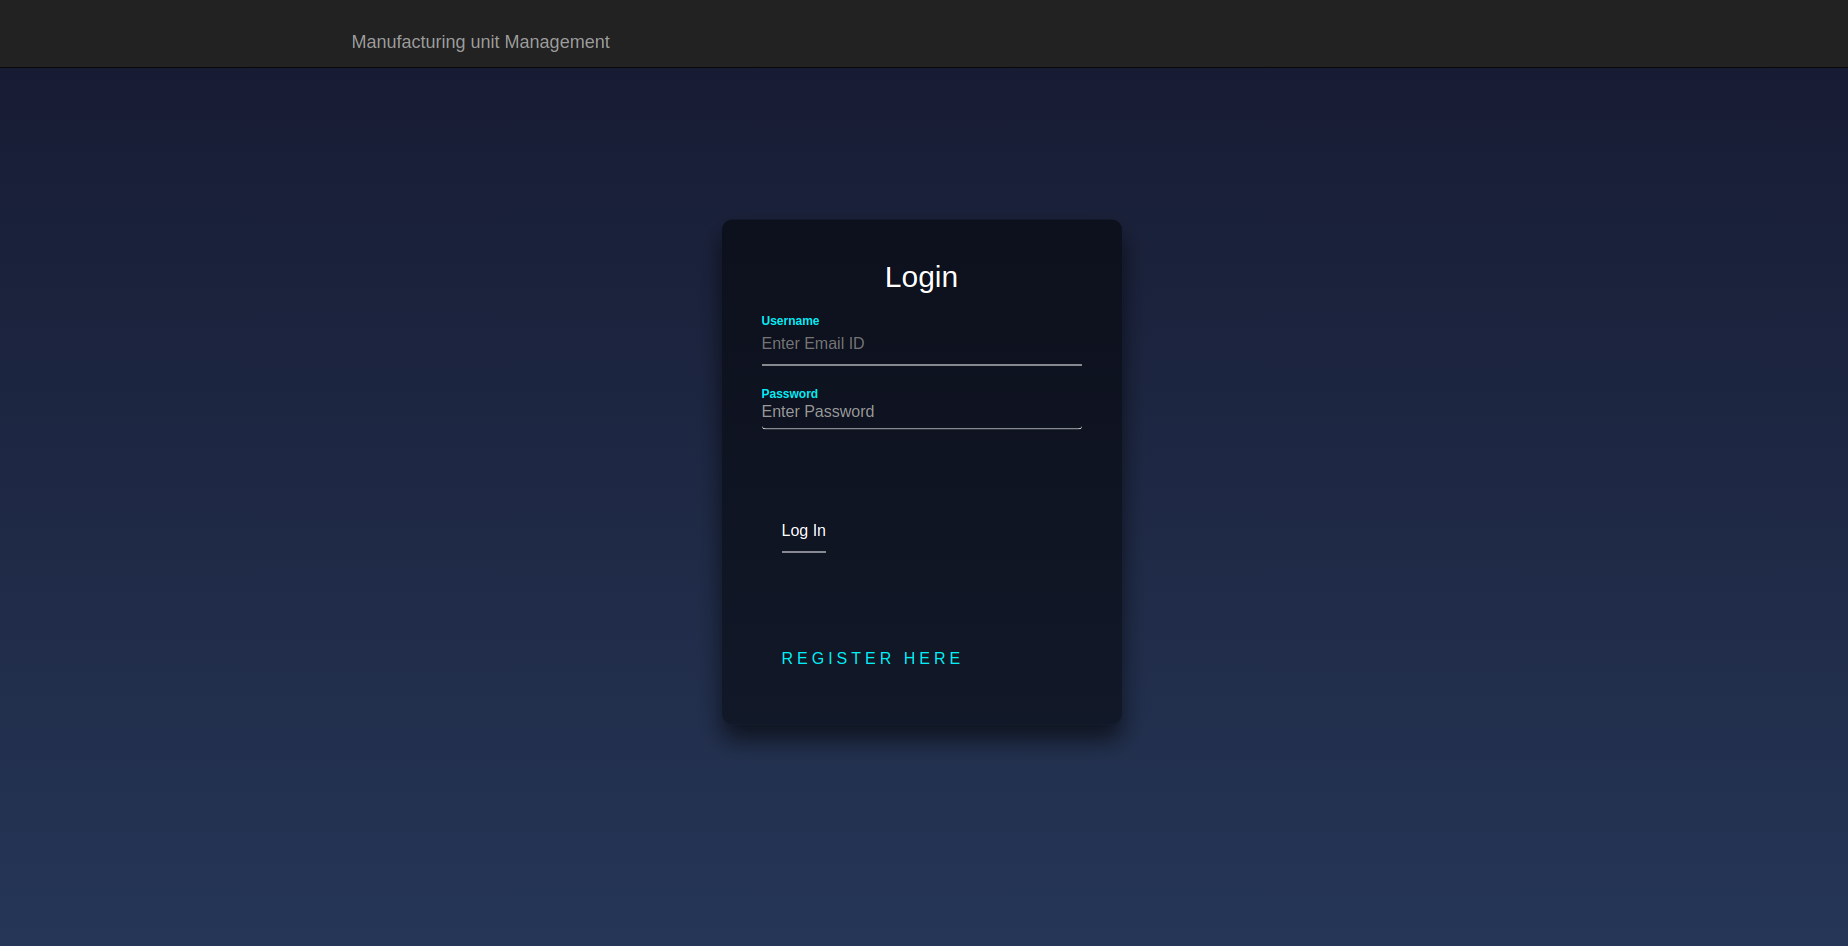 Manufacturing unit Management
Login
Username
Enter Email ID
Password
Enter Password
Log In
REGISTER HERE